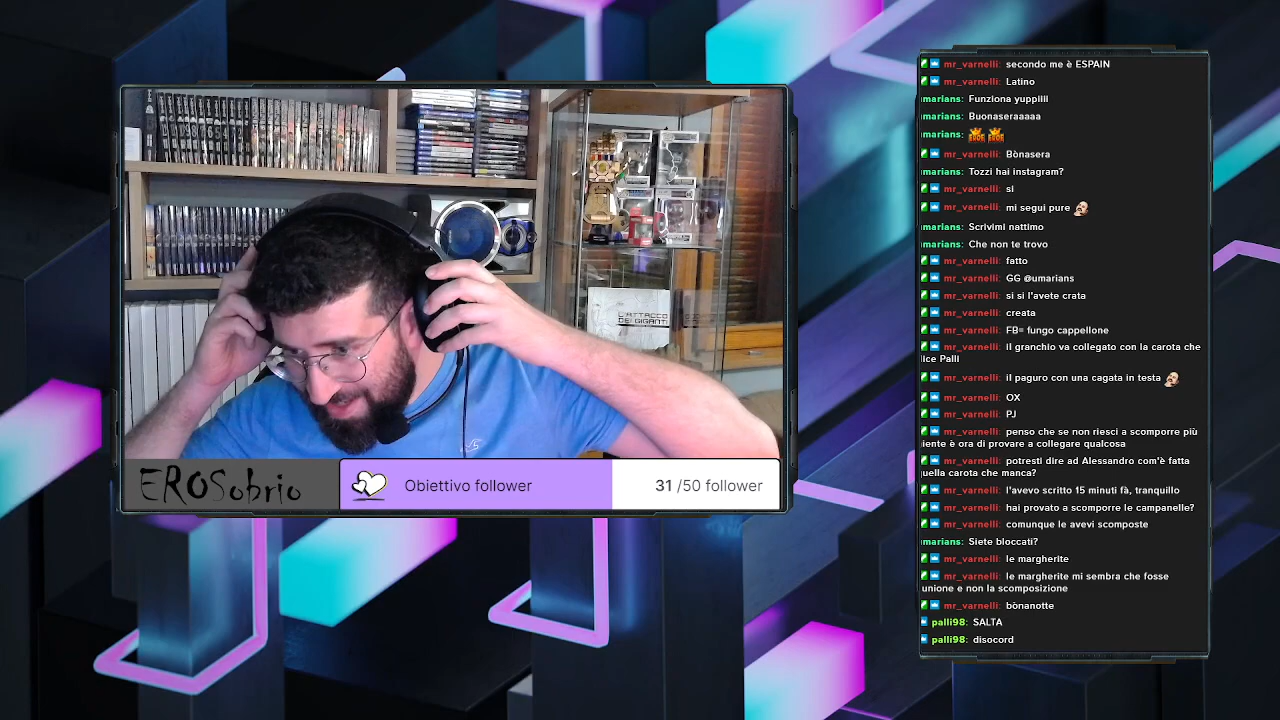 L'ATTACCO
DEI GIGANTI
EROSobrio
Obiettivo follower
31 /50 follower
mr_varnelli: secondo me è ESPAIN
mr_varnelli: Latino
marians: Funziona yuppiiii
marians: Buonaseraaaaa
marians:
mr_varnelli: Bònasera
marians: Tozzi hai instagram?
mr_varnelli: si
mr_varnelli: mi segui pure
marians: Scrivimi nattimo
marians: Che non te trovo
mr_varnelli: fatto
mr_varnelli: GG @umarians
mr_varnelli: si si l'avete crata
mr_varnelli: creata
mr_varnelli: FB= fungo cappellone
mr_varnelli: il granchio va collegato con la carota che
lice Palli
mr_varnelli: il paguro con una cagata in testa
mr_varnelli: OX
mr_varnelli: PJ
mr_varnelli: penso che se non riesci a scomporre più
iente è ora di provare a collegare qualcosa
mr_varnelli: potresti dire ad Alessandro com'è fatta
uella carota che manca?
mr_varnelli: l'avevo scritto 15 minuti fà, tranquillo
mr_varnelli: hai provato a scomporre le campanelle?
mr_varnelli: comunque le avevi scomposte
marians: Siete bloccati?
mr_varnelli: le margherite
mr_varnelli: le margherite mi sembra che fosse
unione e non la scomposizione
mr_varnelli: bònanotte
palli98: SALTA
palli98: disocord